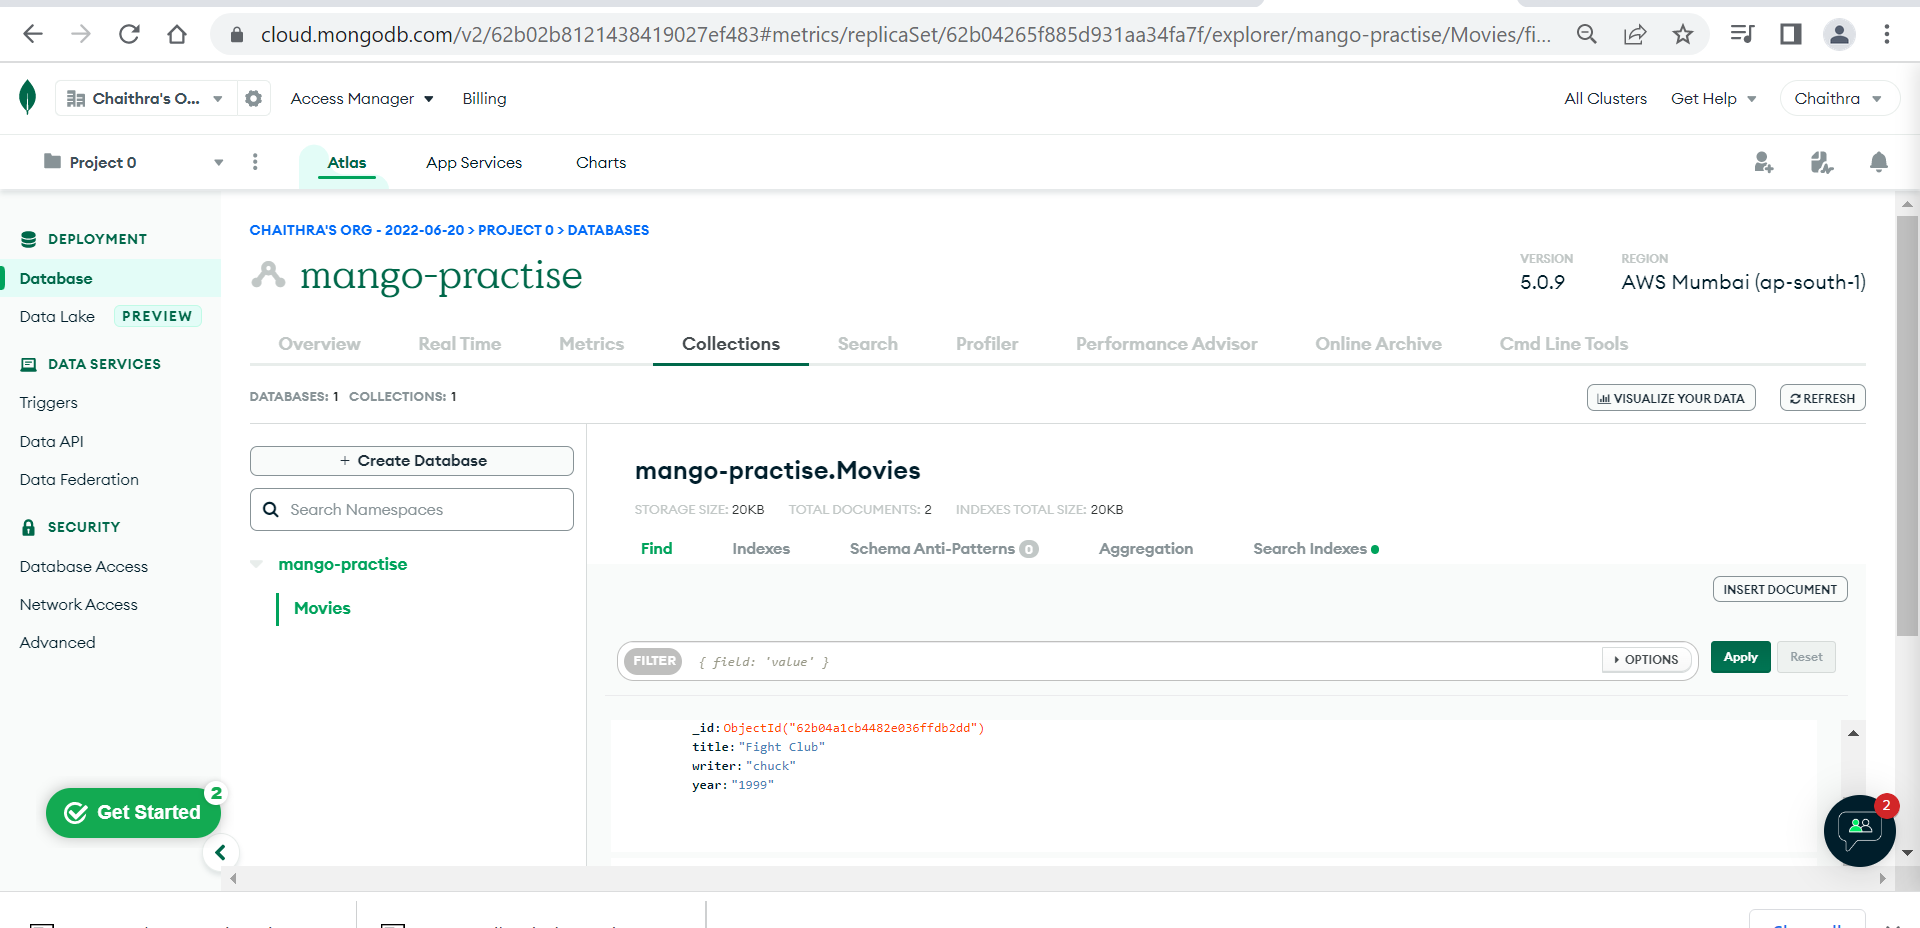 cloud.mongodb.com/v2/62b02b8121438419027ef483#metrics/replicaSet/62b04265f885d931aa34fa7f/explorer/mango-practise/Movies/fi...
Chaithra's O... Access Manager Billing All Clusters Get Help Chaithra
Project 0 Atlas App Services Charts
DEPLOYMENT
Database
Data Lake PREVIEW
DATA SERVICES
Triggers
Data API
Data Federation
SECURITY
Database Access
Network Access
Advanced
Get Started 2
CHAITHRA'S ORG - 2022-06-20 > PROJECT 0 > DATABASES
mango-practise
VERSION
5.0.9
REGION
AWS Mumbai (ap-south-1)
Overview Real Time Metrics Collections Search Profiler Performance Advisor Online Archive Cmd Line Tools
DATABASES: 1 COLLECTIONS: 1 VISUALIZE YOUR DATA REFRESH
+ Create Database
Search Namespaces
mango-practise
Movies
mango-practise.Movies
STORAGE SIZE: 20KB TOTAL DOCUMENTS: 2 INDEXES TOTAL SIZE: 20KB
Find Indexes Schema Anti-Patterns 0 Aggregation Search Indexes
INSERT DOCUMENT
FILTER { field: 'value' } OPTIONS Apply Reset
_id: ObjectId("62b04a1cb4482e036ffdb2dd")
title: "Fight Club"
writer: "chuck"
year: "1999"
2